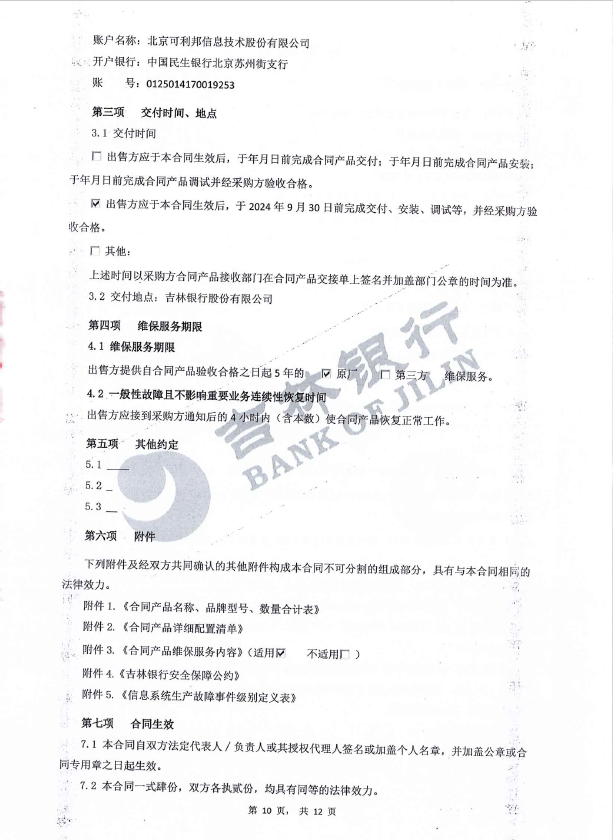 账户名称：北京可利邦信息技术股份有限公司
开户银行：中国民生银行北京苏州街支行
账　　号：0125014170019253
第三项　交付时间、地点
3.1 交付时间
□ 出售方应于本合同生效后，于年月日前完成合同产品交付；于年月日前完成合同产品安装；
于年月日前完成合同产品调试并经采购方验收合格。
☑ 出售方应于本合同生效后，于 2024 年 9 月 30 日前完成交付、安装、调试等，并经采购方验
收合格。
□ 其他：
上述时间以采购方合同产品接收部门在合同产品交接单上签名并加盖部门公章的时间为准。
3.2 交付地点：吉林银行股份有限公司
第四项　维保服务期限
4.1 维保服务期限
出售方提供自合同产品验收合格之日起 5 年的　☑ 原厂　□ 第三方　维保服务。
4.2 一般性故障且不影响重要业务连续性恢复时间
出售方应接到采购方通知后的 4 小时内（含本数）使合同产品恢复正常工作。
吉林银行
BANK OF JILIN
第五项　其他约定
5.1 ____
5.2 _
5.3 __
第六项　附件
下列附件及经双方共同确认的其他附件构成本合同不可分割的组成部分，具有与本合同相同的
法律效力。
附件 1.《合同产品名称、品牌型号、数量合计表》
附件 2.《合同产品详细配置清单》
附件 3.《合同产品维保服务内容》（适用☑　不适用□ ）
附件 4.《吉林银行安全保障公约》
附件 5.《信息系统生产故障事件级别定义表》
第七项　合同生效
7.1 本合同自双方法定代表人 / 负责人或其授权代理人签名或加盖个人名章，并加盖公章或合
同专用章之日起生效。
7.2 本合同一式肆份，双方各执贰份，均具有同等的法律效力。
第 10 页，共 12 页